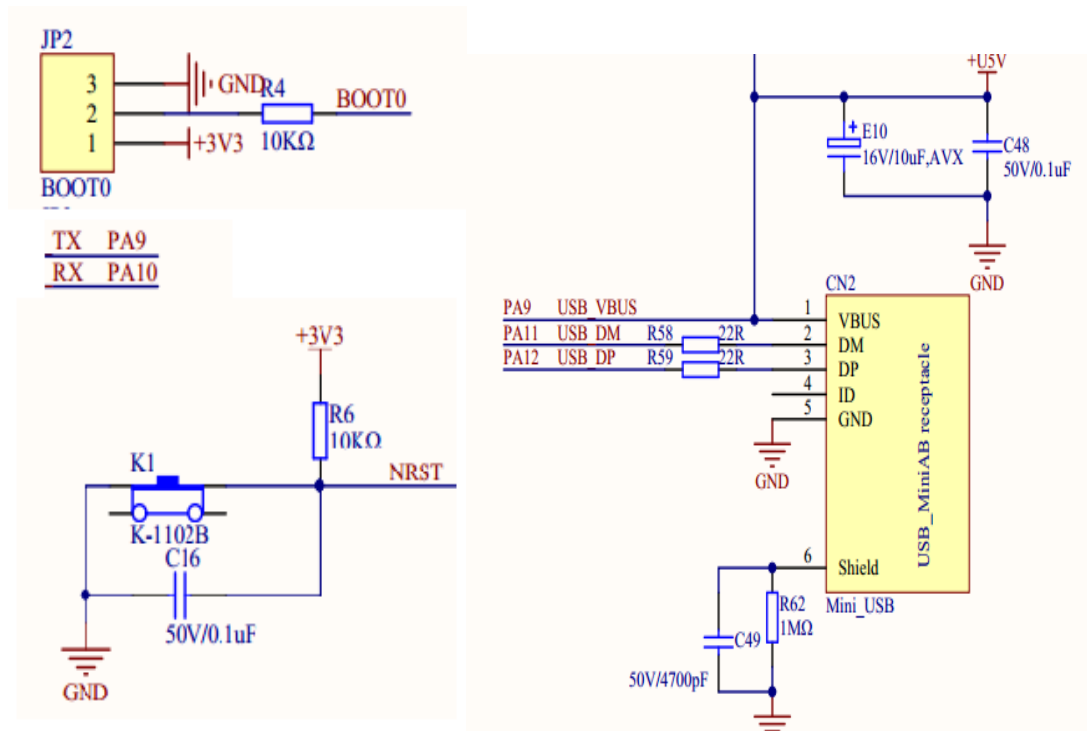 JP2
3
GND
R4
2
BOOT0
1
+3V3
10KΩ
BOOT0
TX PA9
RX PA10
+3V3
R6
10KΩ
K1
NRST
K-1102B
C16
50V/0.1uF
GND
+U5V
+
E10
16V/10uF,AVX
C48
50V/0.1uF
GND
CN2
PA9 USB_VBUS
1
VBUS
PA11 USB_DM
R58
22R
2
DM
PA12 USB_DP
R59
22R
3
DP
4
ID
5
GND
GND
USB_MiniAB receptacle
6
Shield
Mini_USB
R62
1MΩ
C49
50V/4700pF